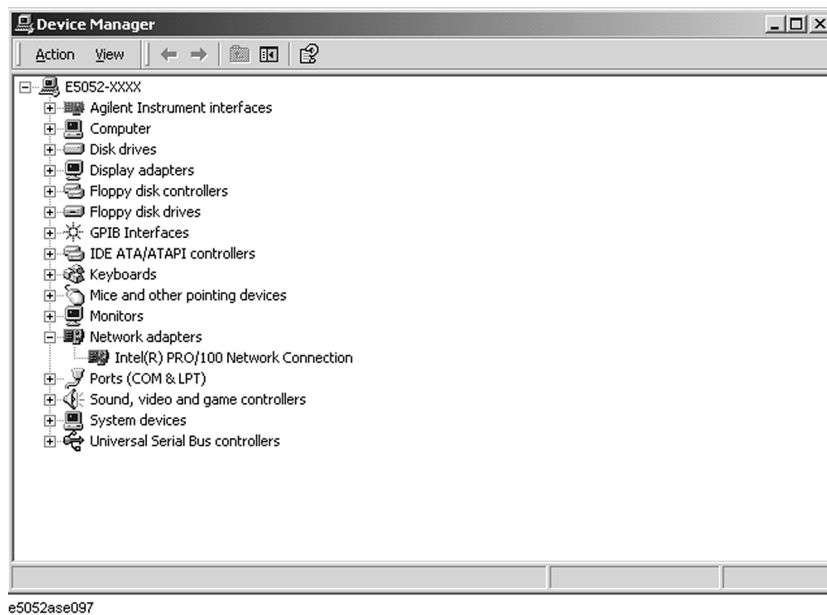 Device Manager
Action View
E5052-XXXX
Agilent Instrument interfaces
Computer
Disk drives
Display adapters
Floppy disk controllers
Floppy disk drives
GPIB Interfaces
IDE ATA/ATAPI controllers
Keyboards
Mice and other pointing devices
Monitors
Network adapters
Intel(R) PRO/100 Network Connection
Ports (COM & LPT)
Sound, video and game controllers
System devices
Universal Serial Bus controllers
e5052ase097